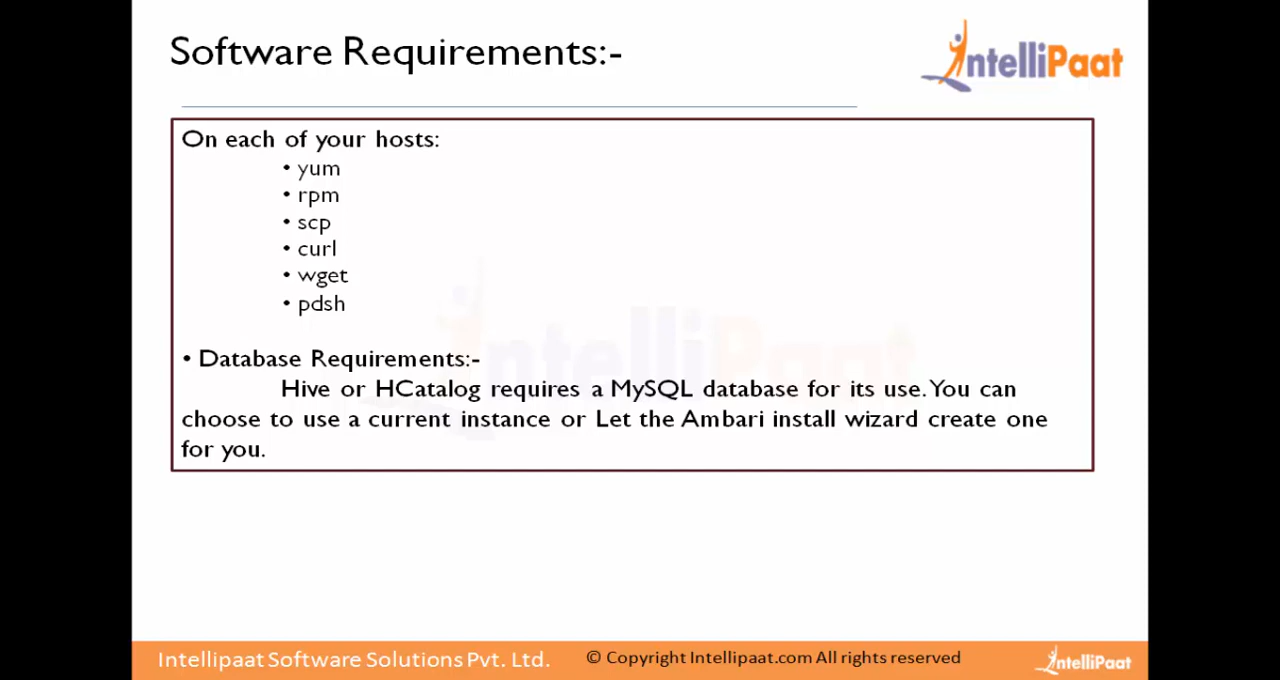 Software Requirements:-
IntelliPaat
On each of your hosts:
• yum
• rpm
• scp
• curl
• wget
• pdsh
• Database Requirements:-
Hive or HCatalog requires a MySQL database for its use. You can
choose to use a current instance or Let the Ambari install wizard create one
for you.
IntelliPaat
Intellipaat Software Solutions Pvt. Ltd.
© Copyright Intellipaat.com All rights reserved
IntelliPaat